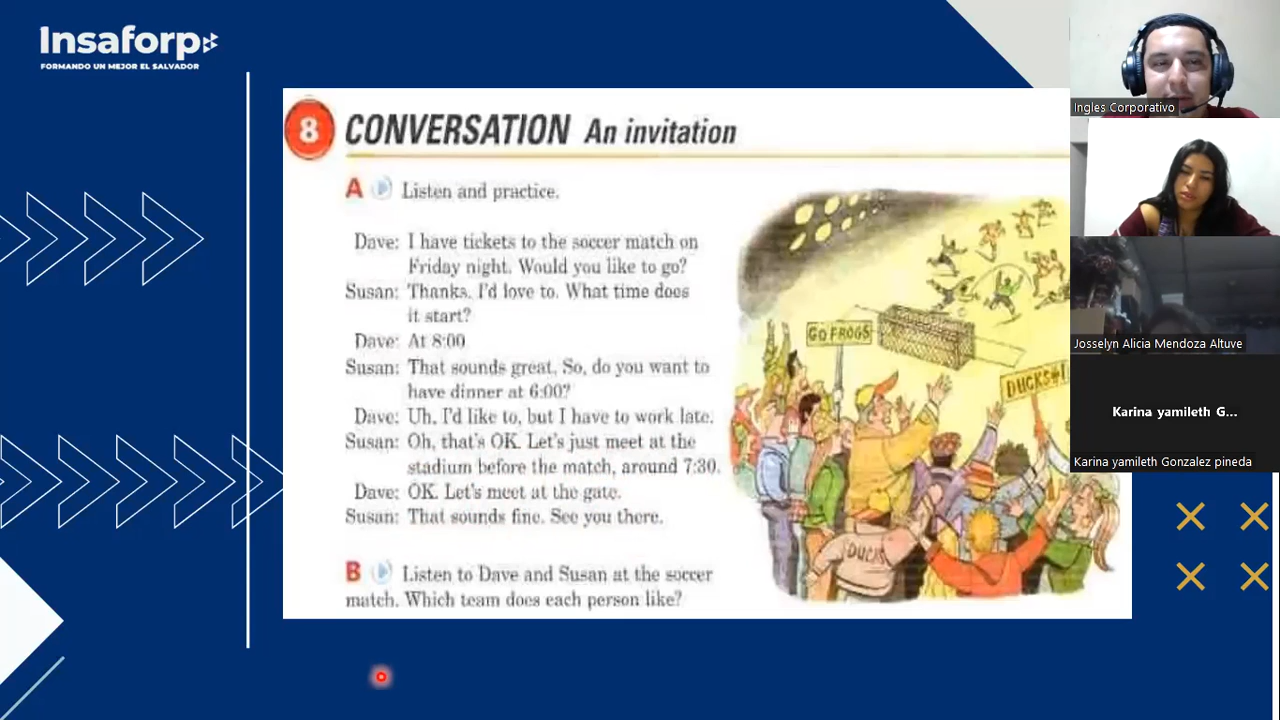 Insaforp
FORMANDO UN MEJOR EL SALVADOR
8 CONVERSATION An invitation
A Listen and practice.
Dave: I have tickets to the soccer match on
Friday night. Would you like to go?
Susan: Thanks. I'd love to. What time does
it start?
Dave: At 8:00
Susan: That sounds great. So, do you want to
have dinner at 6:00?
Dave: Uh, I'd like to, but I have to work late.
Susan: Oh, that's OK. Let's just meet at the
stadium before the match, around 7:30.
Dave: OK. Let's meet at the gate.
Susan: That sounds fine. See you there.
B Listen to Dave and Susan at the soccer
match. Which team does each person like?
GO FROGS
DUCKS
DUCKS
Ingles Corporativo
Josselyn Alicia Mendoza Altuve
Karina yamileth G...
Karina yamileth Gonzalez pineda